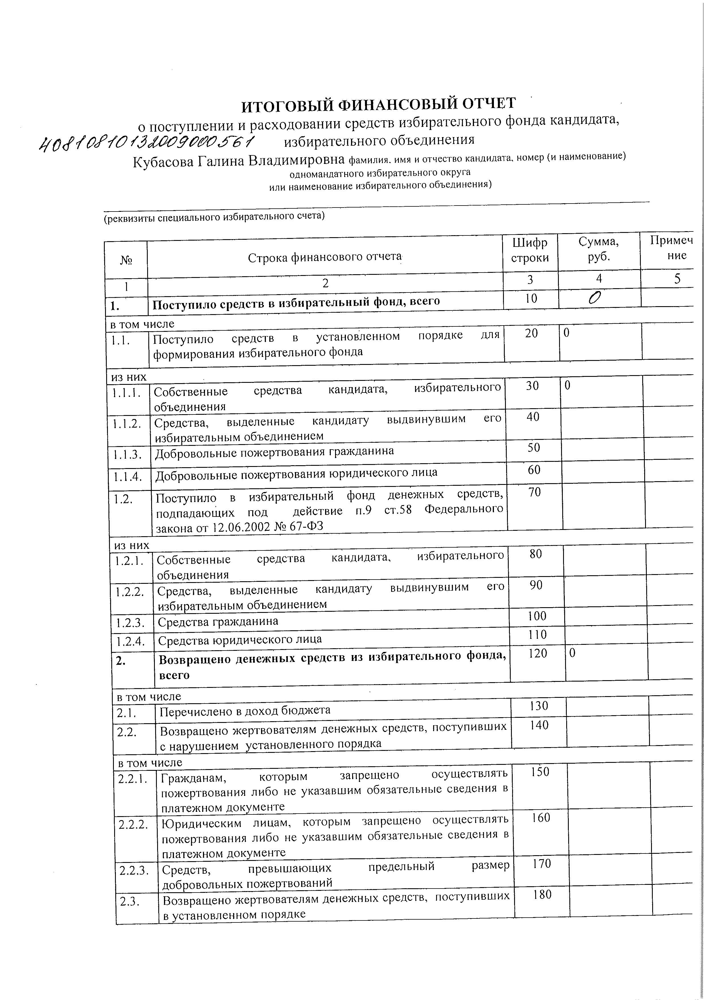 ИТОГОВЫЙ ФИНАНСОВЫЙ ОТЧЕТ
о поступлении и расходовании средств избирательного фонда кандидата,
40810810132009000561 избирательного объединения
Кубасова Галина Владимировна фамилия, имя и отчество кандидата, номер (и наименование)
одномандатного избирательного округа
или наименование избирательного объединения)
(реквизиты специального избирательного счета)
№ Строка финансового отчета Шифр строки Сумма, руб. Примеч ние
1 2 3 4 5
1. Поступило средств в избирательный фонд, всего 10 0
в том числе
1.1. Поступило средств в установленном порядке для 20 0
формирования избирательного фонда
из них
1.1.1. Собственные средства кандидата, избирательного 30 0
объединения
1.1.2. Средства, выделенные кандидату выдвинувшим его 40
избирательным объединением
1.1.3. Добровольные пожертвования гражданина 50
1.1.4. Добровольные пожертвования юридического лица 60
1.2. Поступило в избирательный фонд денежных средств, 70
подпадающих под действие п.9 ст.58 Федерального
закона от 12.06.2002 № 67-ФЗ
из них
1.2.1. Собственные средства кандидата, избирательного 80
объединения
1.2.2. Средства, выделенные кандидату выдвинувшим его 90
избирательным объединением
1.2.3. Средства гражданина 100
1.2.4. Средства юридического лица 110
2. Возвращено денежных средств из избирательного фонда, 120 0
всего
в том числе
2.1. Перечислено в доход бюджета 130
2.2. Возвращено жертвователям денежных средств, поступивших 140
с нарушением установленного порядка
в том числе
2.2.1. Гражданам, которым запрещено осуществлять 150
пожертвования либо не указавшим обязательные сведения в
платежном документе
2.2.2. Юридическим лицам, которым запрещено осуществлять 160
пожертвования либо не указавшим обязательные сведения в
платежном документе
2.2.3. Средств, превышающих предельный размер 170
добровольных пожертвований
2.3. Возвращено жертвователям денежных средств, поступивших 180
в установленном порядке